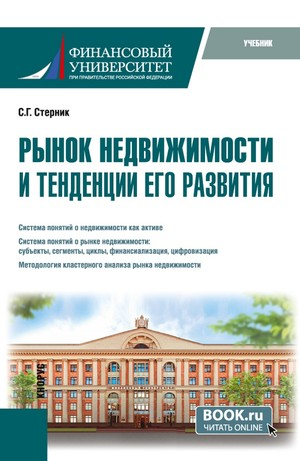 ФИНАНСОВЫЙ
УНИВЕРСИТЕТ
ПРИ ПРАВИТЕЛЬСТВЕ РОССИЙСКОЙ ФЕДЕРАЦИИ
УЧЕБНИК
С.Г. Стерник
РЫНОК НЕДВИЖИМОСТИ
И ТЕНДЕНЦИИ ЕГО РАЗВИТИЯ
Система понятий о недвижимости как активе
Система понятий о рынке недвижимости:
субъекты, сегменты, циклы, финансиализация, цифровизация
Методология кластерного анализа рынка недвижимости
КНОРУС
BOOK.ru
ЧИТАТЬ ONLINE